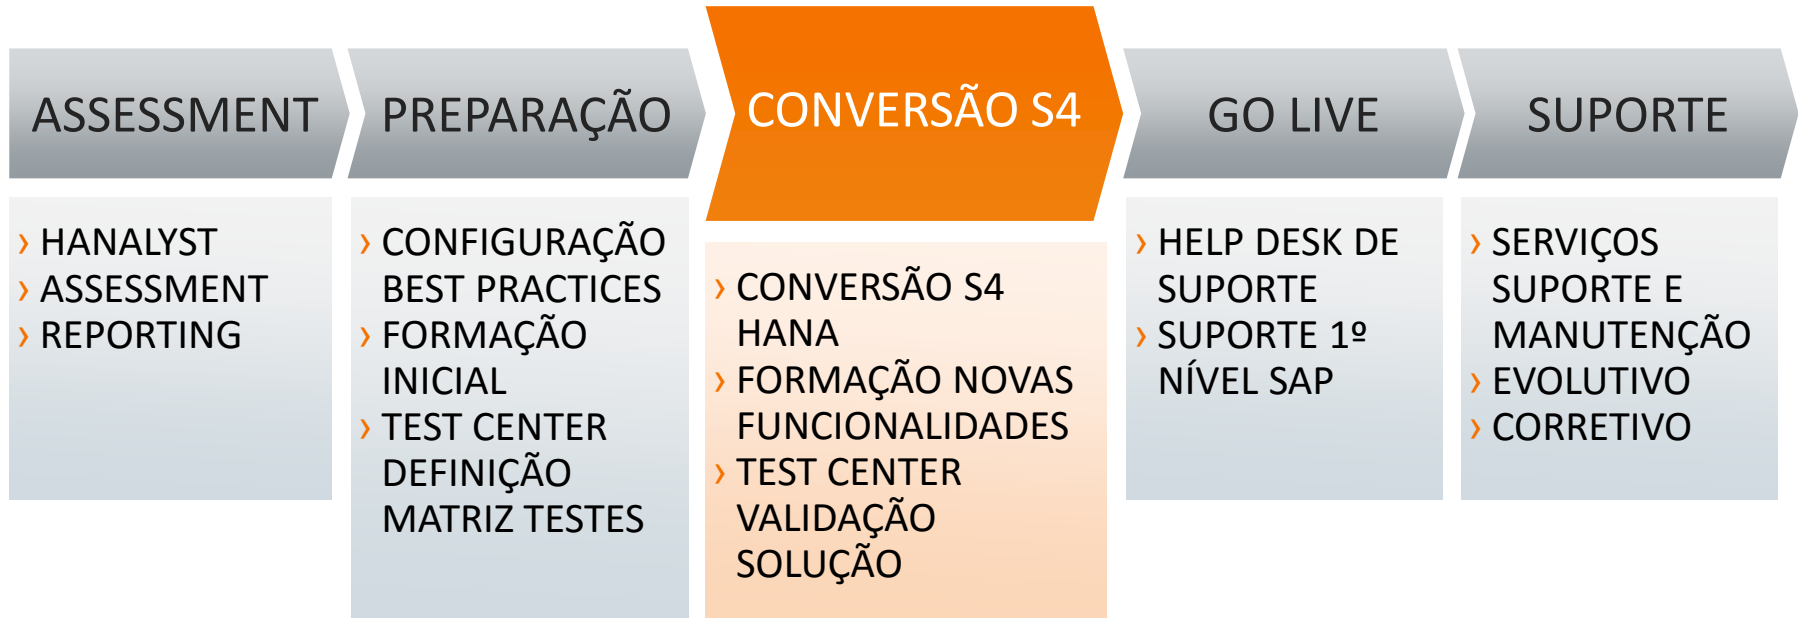 ASSESSMENT
› HANALYST
› ASSESSMENT
› REPORTING
PREPARAÇÃO
› CONFIGURAÇÃO
BEST PRACTICES
› FORMAÇÃO
INICIAL
› TEST CENTER
DEFINIÇÃO
MATRIZ TESTES
CONVERSÃO S4
› CONVERSÃO S4
HANA
› FORMAÇÃO NOVAS
FUNCIONALIDADES
› TEST CENTER
VALIDAÇÃO
SOLUÇÃO
GO LIVE
› HELP DESK DE
SUPORTE
› SUPORTE 1º
NÍVEL SAP
SUPORTE
› SERVIÇOS
SUPORTE E
MANUTENÇÃO
› EVOLUTIVO
› CORRETIVO